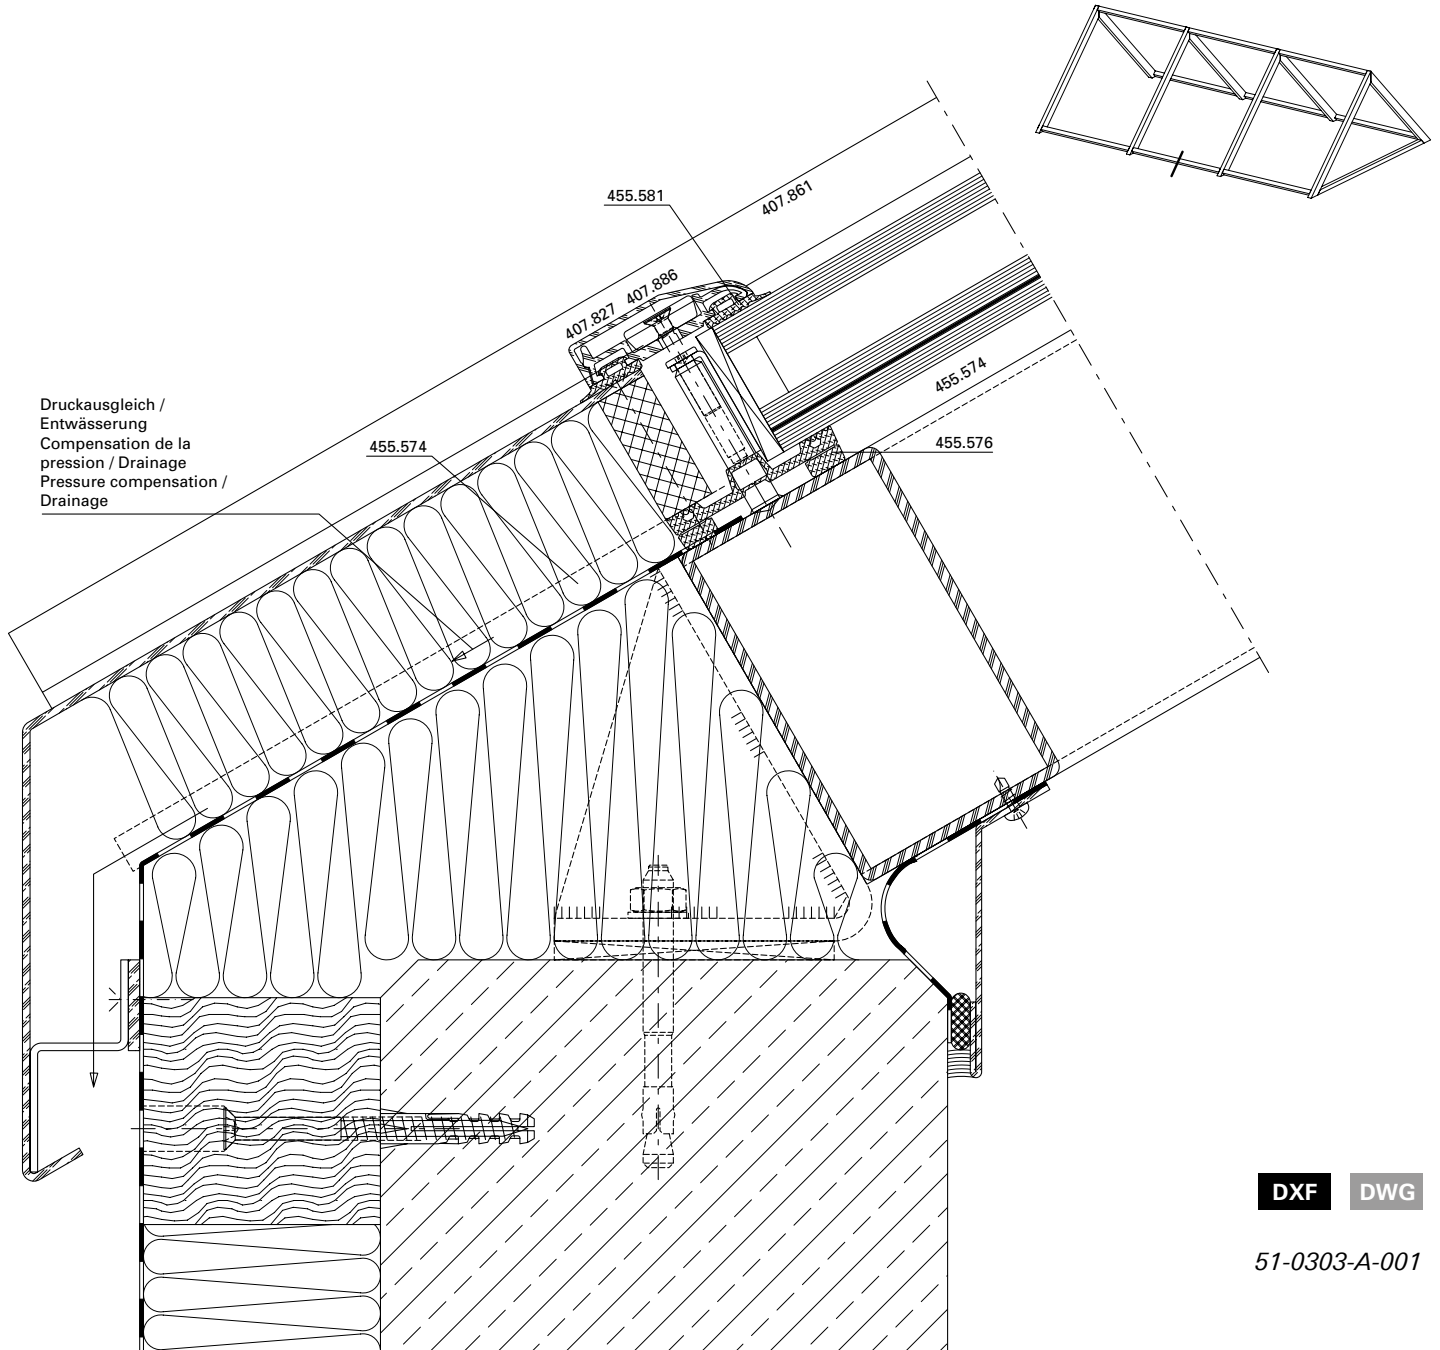 407.861
455.581
407.886
407.827
455.574
Druckausgleich /
Entwässerung
Compensation de la
pression / Drainage
Pressure compensation /
Drainage
455.574
455.576
DXF
DWG
51-0303-A-001